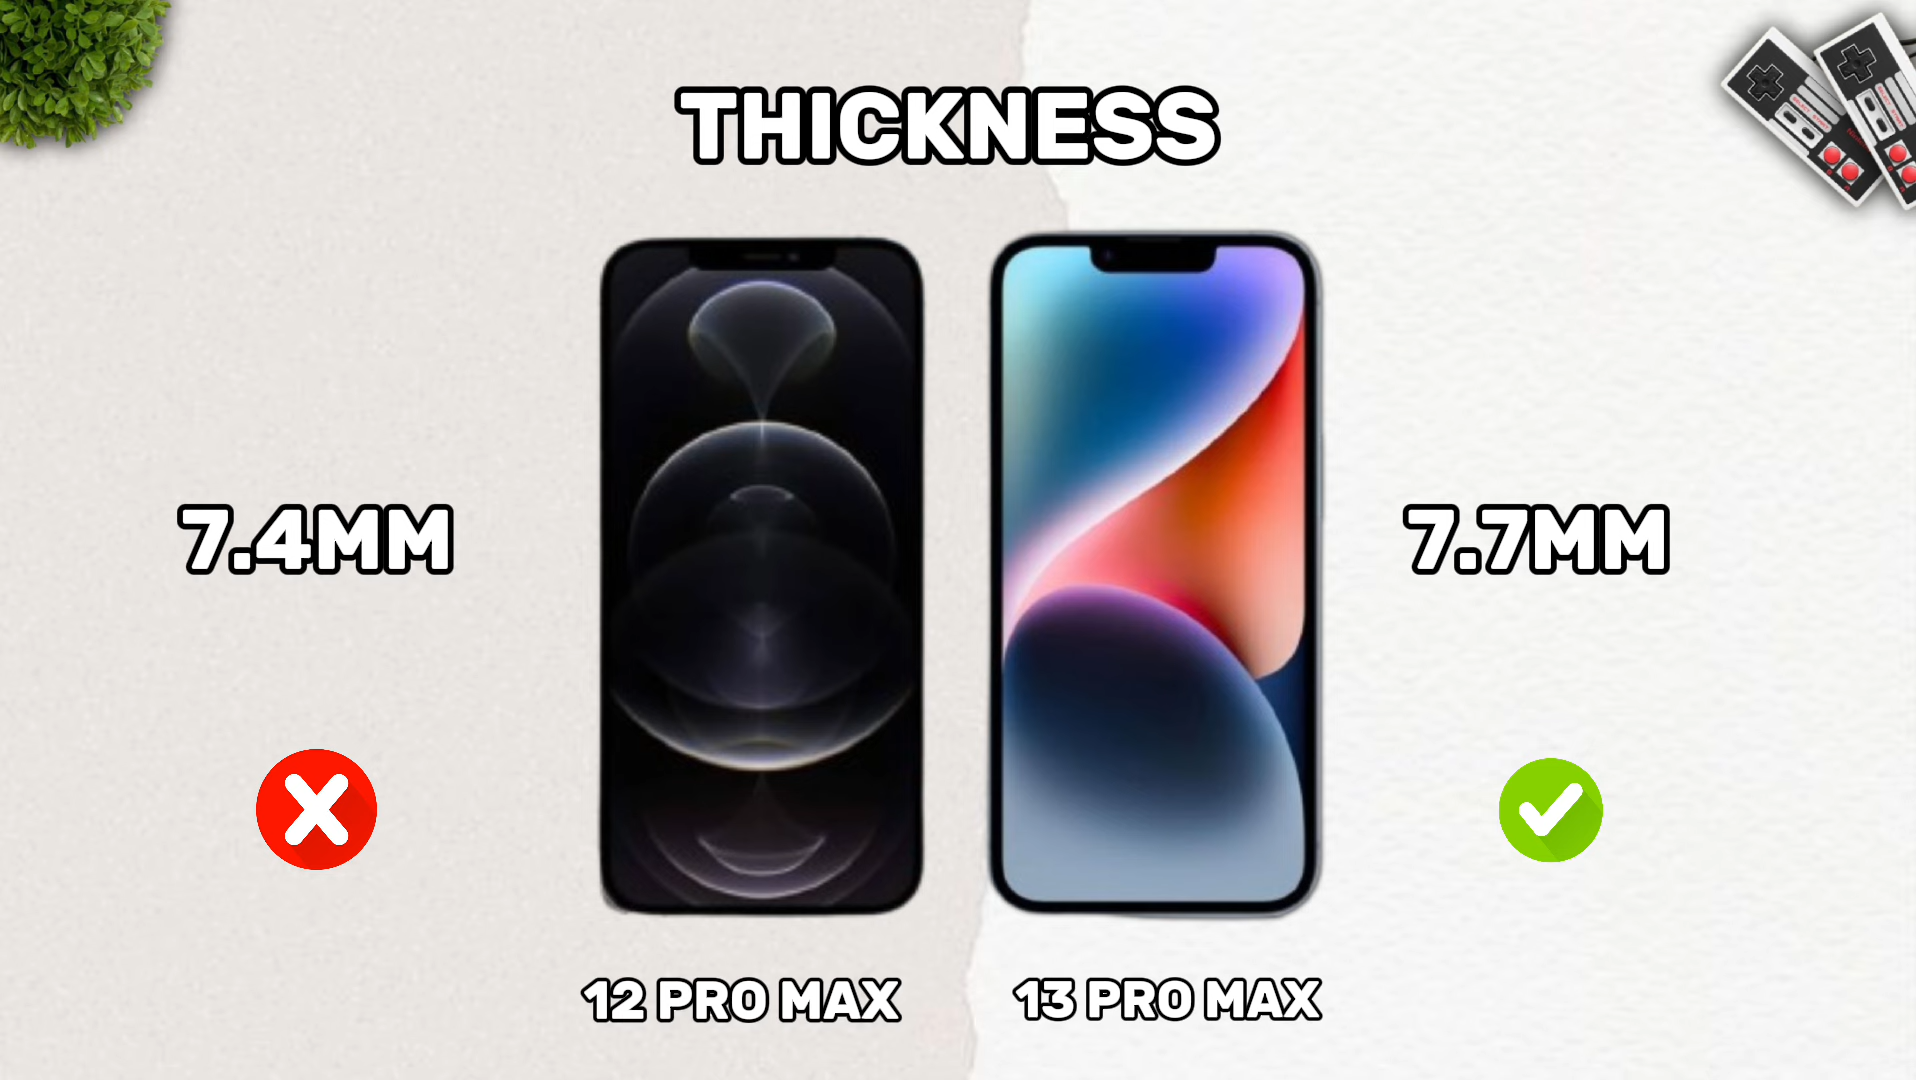 THICKNESS
7.4MM
7.7MM
12 PRO MAX
13 PRO MAX